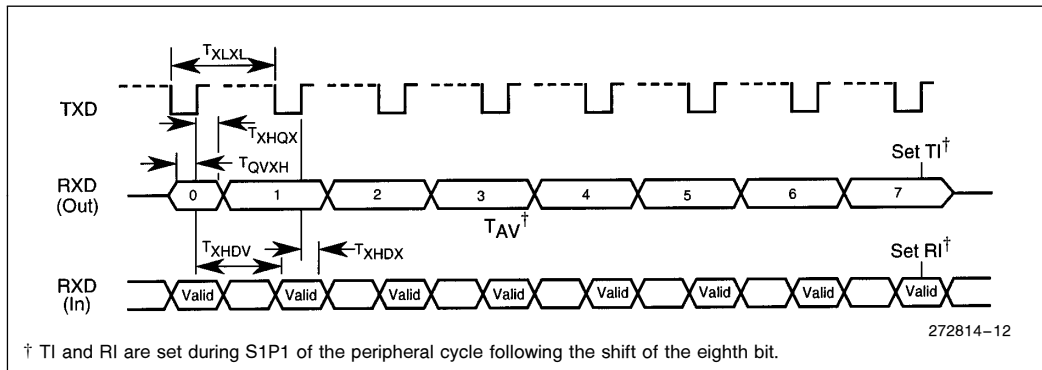 TXLXL
TXD
TXHQX
TQVXH
Set TI†
RXD
(Out)
0 1 2 3 4 5 6 7
TAV†
TXHDV
TXHDX
Set RI†
RXD
(In)
Valid Valid Valid Valid Valid Valid Valid Valid
272814–12
† TI and RI are set during S1P1 of the peripheral cycle following the shift of the eighth bit.